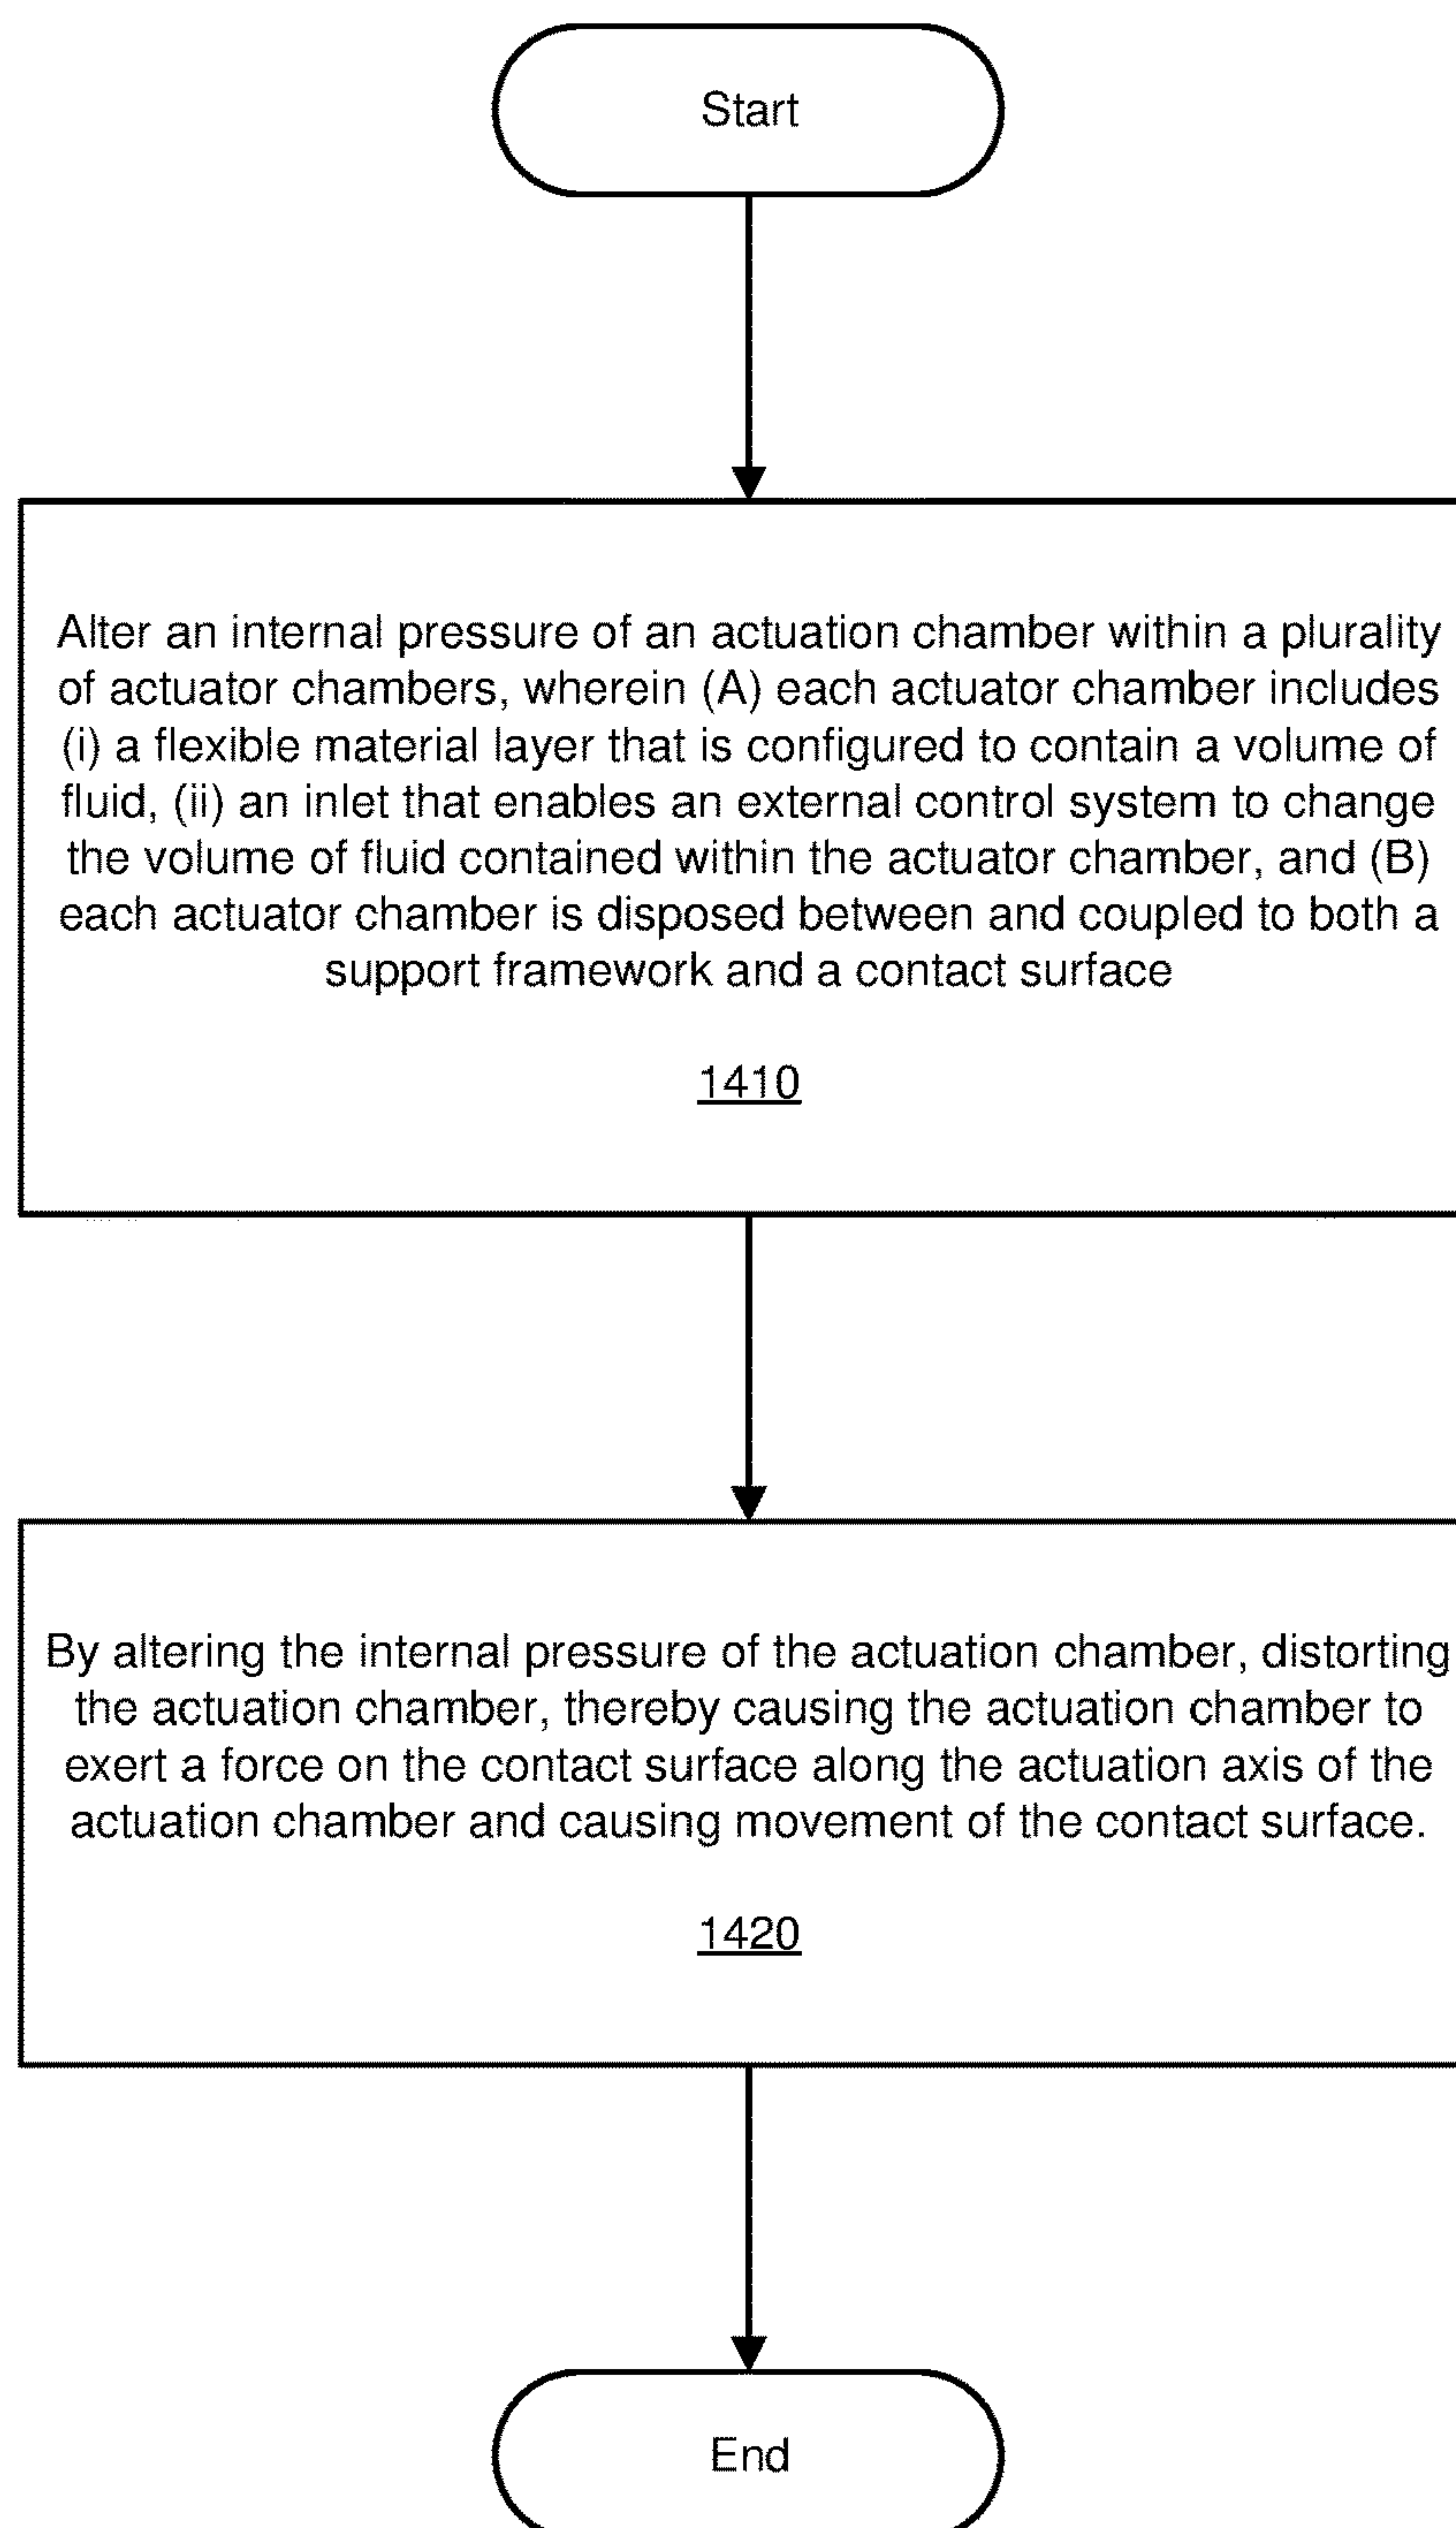 Start
Alter an internal pressure of an actuation chamber within a plurality
of actuator chambers, wherein (A) each actuator chamber includes
(i) a flexible material layer that is configured to contain a volume of
fluid, (ii) an inlet that enables an external control system to change
the volume of fluid contained within the actuator chamber, and (B)
each actuator chamber is disposed between and coupled to both a
support framework and a contact surface
1410
By altering the internal pressure of the actuation chamber, distorting
the actuation chamber, thereby causing the actuation chamber to
exert a force on the contact surface along the actuation axis of the
actuation chamber and causing movement of the contact surface.
1420
End